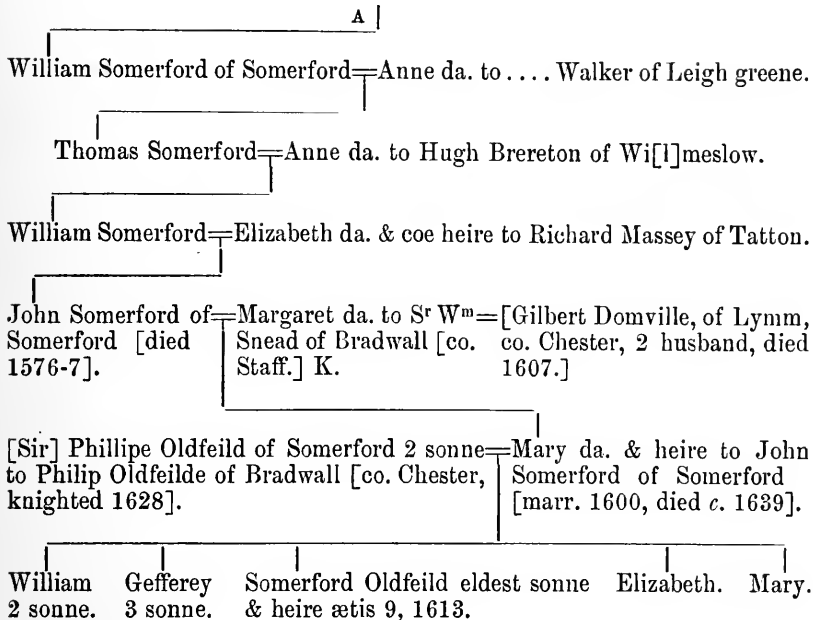 A
William Somerford of Somerford=Anne da. to .... Walker of Leigh greene.
Thomas Somerford=Anne da. to Hugh Brereton of Wi[l]meslow.
William Somerford=Elizabeth da. & coe heire to Richard Massey of Tatton.
John Somerford of=Margaret da. to Sʳ Wᵐ=[Gilbert Domville, of Lymm,
Somerford [died Snead of Bradwall [co. co. Chester, 2 husband, died
1576-7]. Staff.] K. 1607.]
[Sir] Phillipe Oldfeild of Somerford 2 sonne=Mary da. & heire to John
to Philip Oldfeilde of Bradwall [co. Chester, Somerford of Somerford
knighted 1628]. [marr. 1600, died c. 1639].
William Gefferey Somerford Oldfeild eldest sonne Elizabeth. Mary.
2 sonne. 3 sonne. & heire ætis 9, 1613.